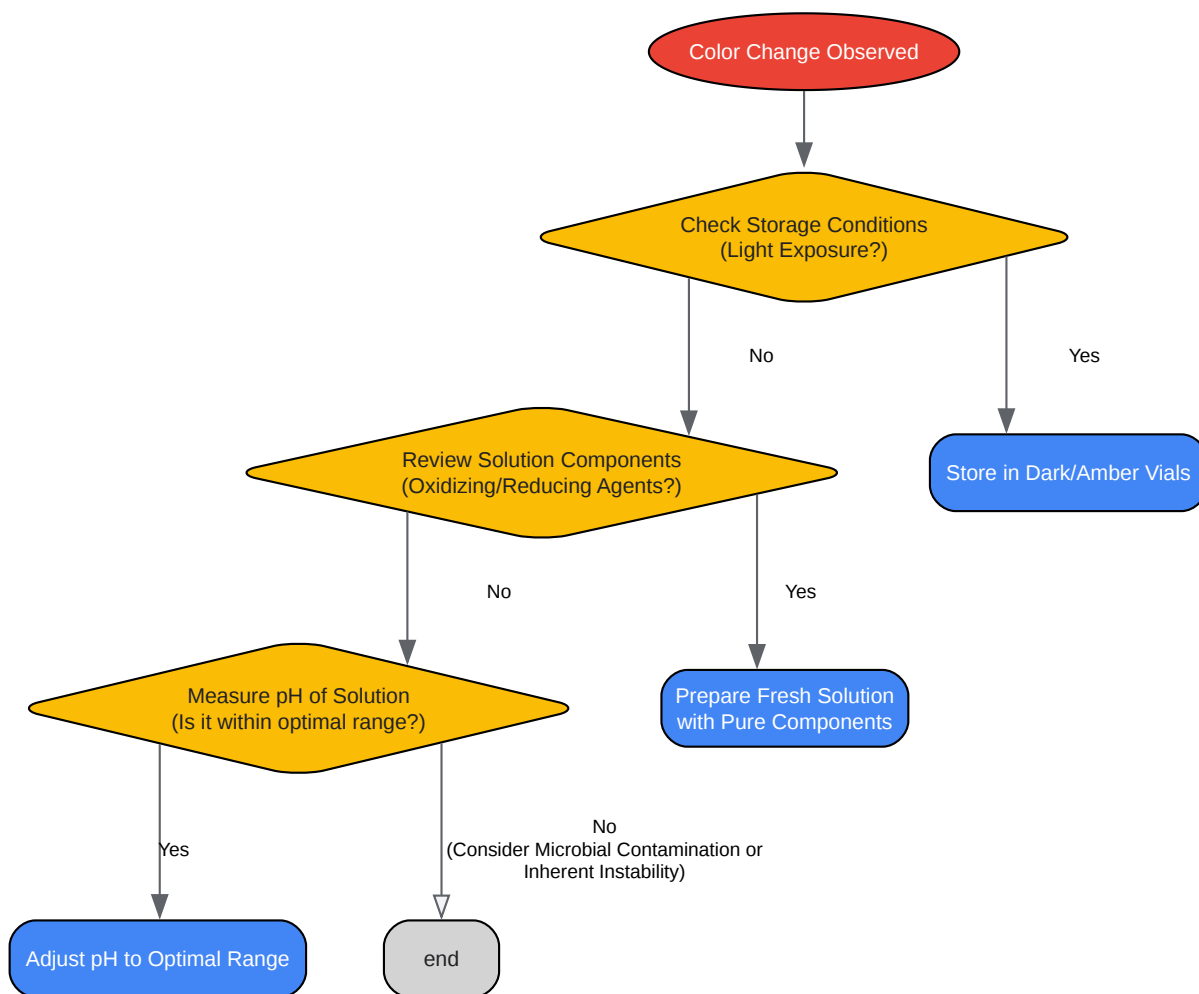 Color Change Observed
Check Storage Conditions
(Light Exposure?)
No
Yes
Review Solution Components
(Oxidizing/Reducing Agents?)
Store in Dark/Amber Vials
No
Yes
Measure pH of Solution
(Is it within optimal range?)
Prepare Fresh Solution
with Pure Components
Yes
No
(Consider Microbial Contamination or
Inherent Instability)
Adjust pH to Optimal Range
end